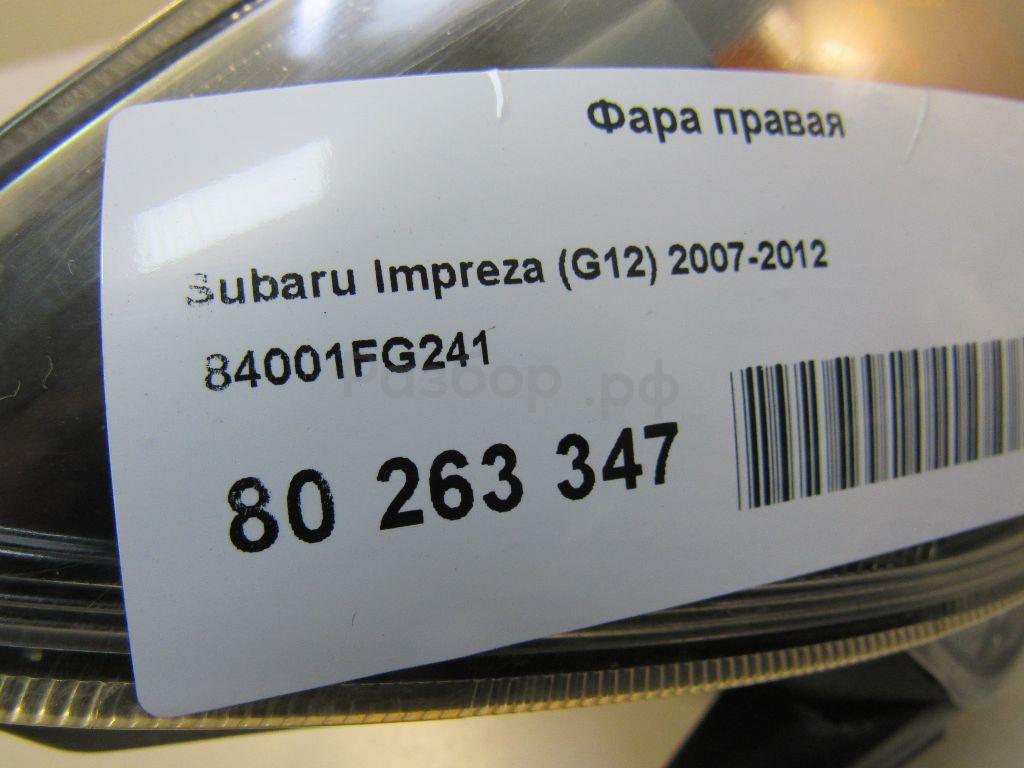 Фара правая
Subaru Impreza (G12) 2007-2012
84001FG241
Разбор.рф
80 263 347